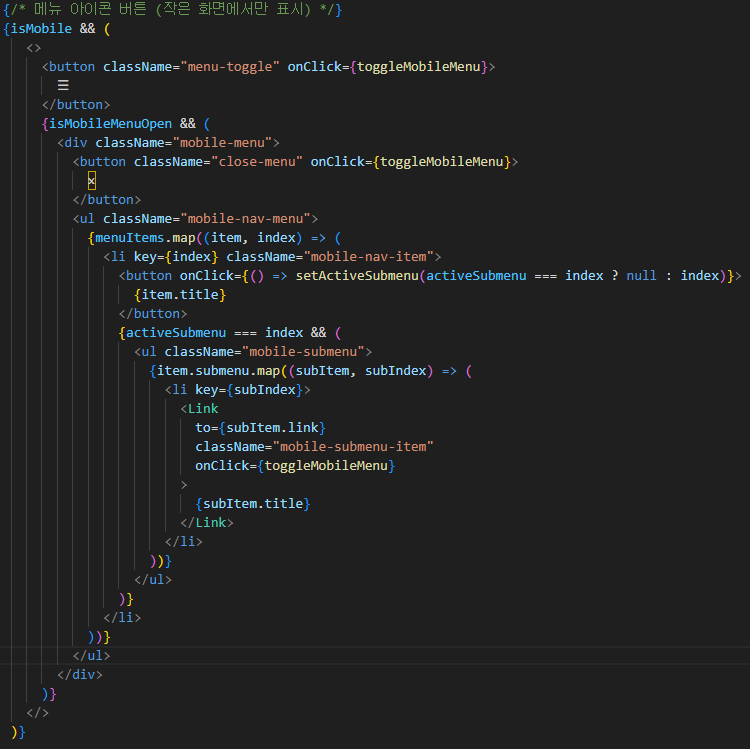 {/* 메뉴 아이콘 버튼 (작은 화면에서만 표시) */}
{isMobile && (
<>
<button className="menu-toggle" onClick={toggleMobileMenu}>
☰
</button>
{isMobileMenuOpen && (
<div className="mobile-menu">
<button className="close-menu" onClick={toggleMobileMenu}>
×
</button>
<ul className="mobile-nav-menu">
{menuItems.map((item, index) => (
<li key={index} className="mobile-nav-item">
<button onClick={() => setActiveSubmenu(activeSubmenu === index ? null : index)}>
{item.title}
</button>
{activeSubmenu === index && (
<ul className="mobile-submenu">
{item.submenu.map((subItem, subIndex) => (
<li key={subIndex}>
<Link
to={subItem.link}
className="mobile-submenu-item"
onClick={toggleMobileMenu}
>
{subItem.title}
</Link>
</li>
))}
</ul>
)}
</li>
))}
</ul>
</div>
)}
</>
)}